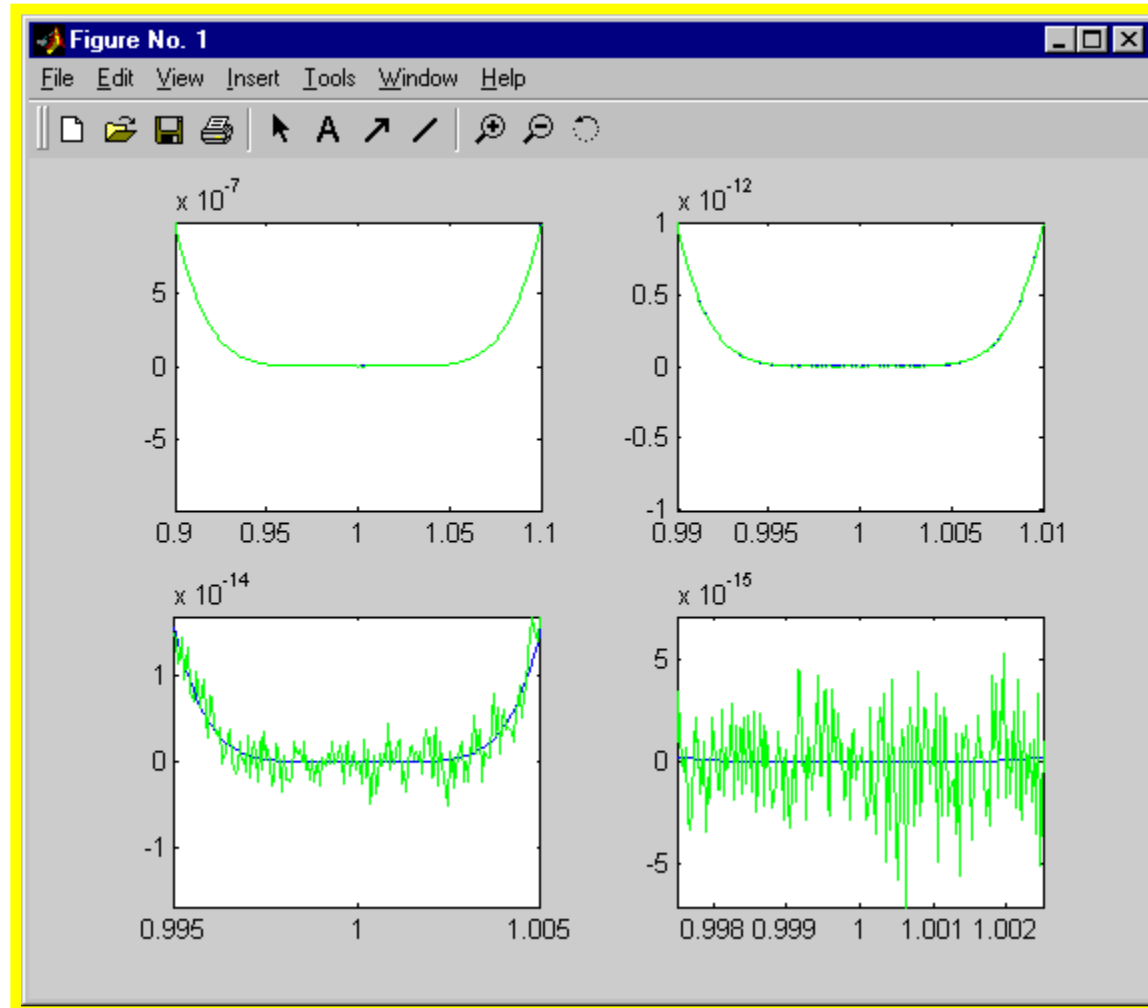 Figure No. 1
File Edit View Insert Tools Window Help
A
x 10^-7
5
0
-5
0.9 0.95 1 1.05 1.1
x 10^-12
1
0.5
0
-0.5
-1
0.99 0.995 1 1.005 1.01
x 10^-14
1
0
-1
0.995 1 1.005
x 10^-15
5
0
-5
0.998 0.999 1 1.001 1.002